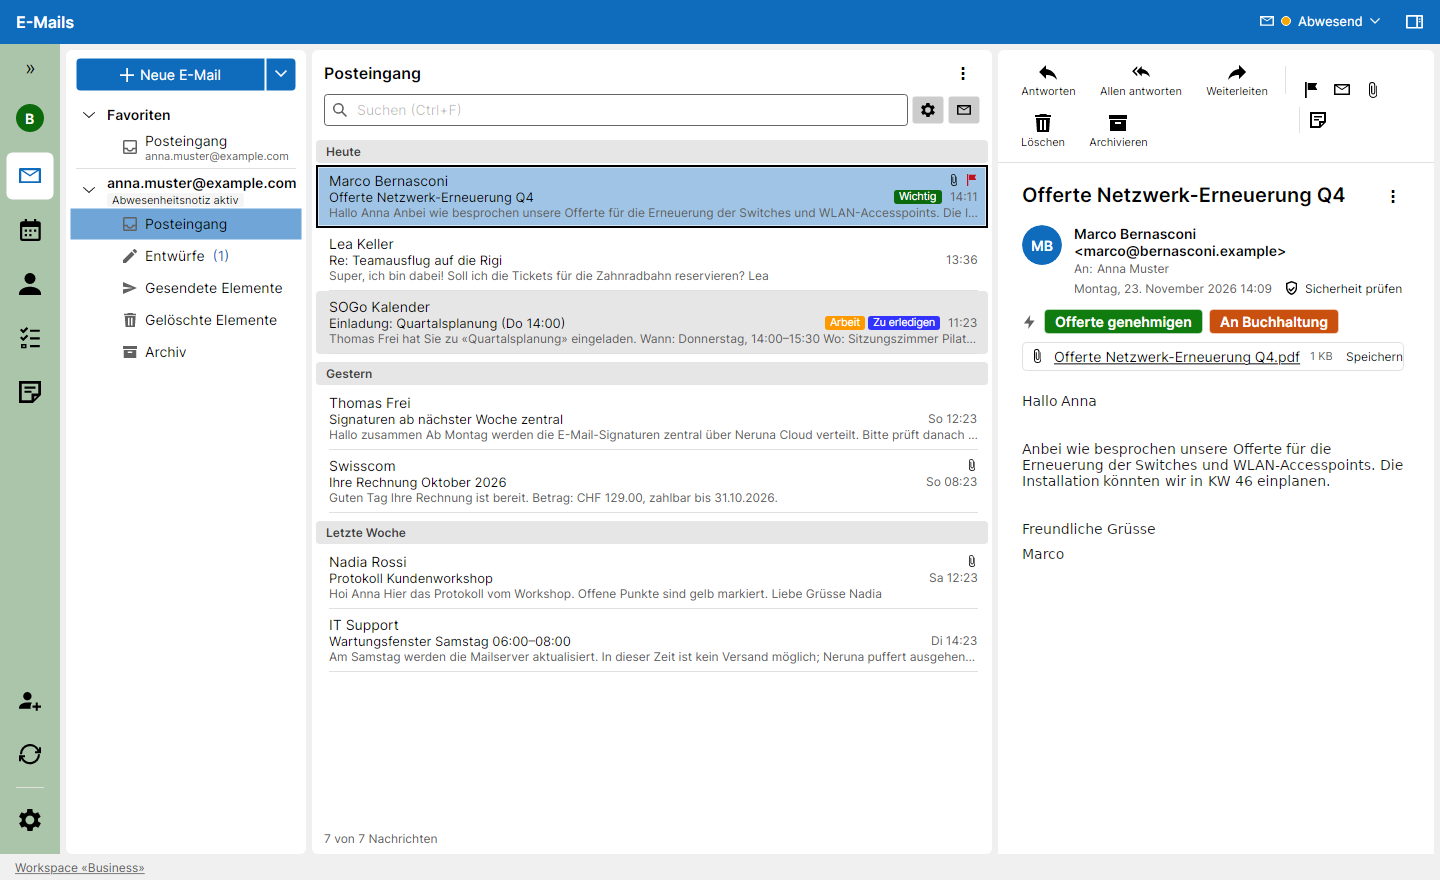 E-Mails
Abwesend
»
B
Neue E-Mail
Favoriten
Posteingang
anna.muster@example.com
anna.muster@example.com
Abwesenheitsnotiz aktiv
Posteingang
Entwürfe (1)
Gesendete Elemente
Gelöschte Elemente
Archiv
Posteingang
Suchen (Ctrl+F)
Heute
Marco Bernasconi
Offerte Netzwerk-Erneuerung Q4 Wichtig 14:11
Hallo Anna Anbei wie besprochen unsere Offerte für die Erneuerung der Switches und WLAN-Accesspoints. Die I...
Lea Keller
Re: Teamausflug auf die Rigi 13:36
Super, ich bin dabei! Soll ich die Tickets für die Zahnradbahn reservieren? Lea
SOGo Kalender
Einladung: Quartalsplanung (Do 14:00) Arbeit Zu erledigen 11:23
Thomas Frei hat Sie zu «Quartalsplanung» eingeladen. Wann: Donnerstag, 14:00–15:30 Wo: Sitzungszimmer Pilat...
Gestern
Thomas Frei
Signaturen ab nächster Woche zentral So 12:23
Hallo zusammen Ab Montag werden die E-Mail-Signaturen zentral über Neruna Cloud verteilt. Bitte prüft danach ...
Swisscom
Ihre Rechnung Oktober 2026 So 08:23
Guten Tag Ihre Rechnung ist bereit. Betrag: CHF 129.00, zahlbar bis 31.10.2026.
Letzte Woche
Nadia Rossi
Protokoll Kundenworkshop Sa 12:23
Hoi Anna Hier das Protokoll vom Workshop. Offene Punkte sind gelb markiert. Liebe Grüsse Nadia
IT Support
Wartungsfenster Samstag 06:00–08:00 Di 14:23
Am Samstag werden die Mailserver aktualisiert. In dieser Zeit ist kein Versand möglich; Neruna puffert ausgehen...
7 von 7 Nachrichten
Antworten Allen antworten Weiterleiten
Löschen Archivieren
Offerte Netzwerk-Erneuerung Q4
MB
Marco Bernasconi
<marco@bernasconi.example>
An: Anna Muster
Montag, 23. November 2026 14:09 Sicherheit prüfen
Offerte genehmigen An Buchhaltung
Offerte Netzwerk-Erneuerung Q4.pdf 1 KB Speichern
Hallo Anna
Anbei wie besprochen unsere Offerte für die
Erneuerung der Switches und WLAN-Accesspoints. Die
Installation könnten wir in KW 46 einplanen.
Freundliche Grüsse
Marco
Workspace «Business»